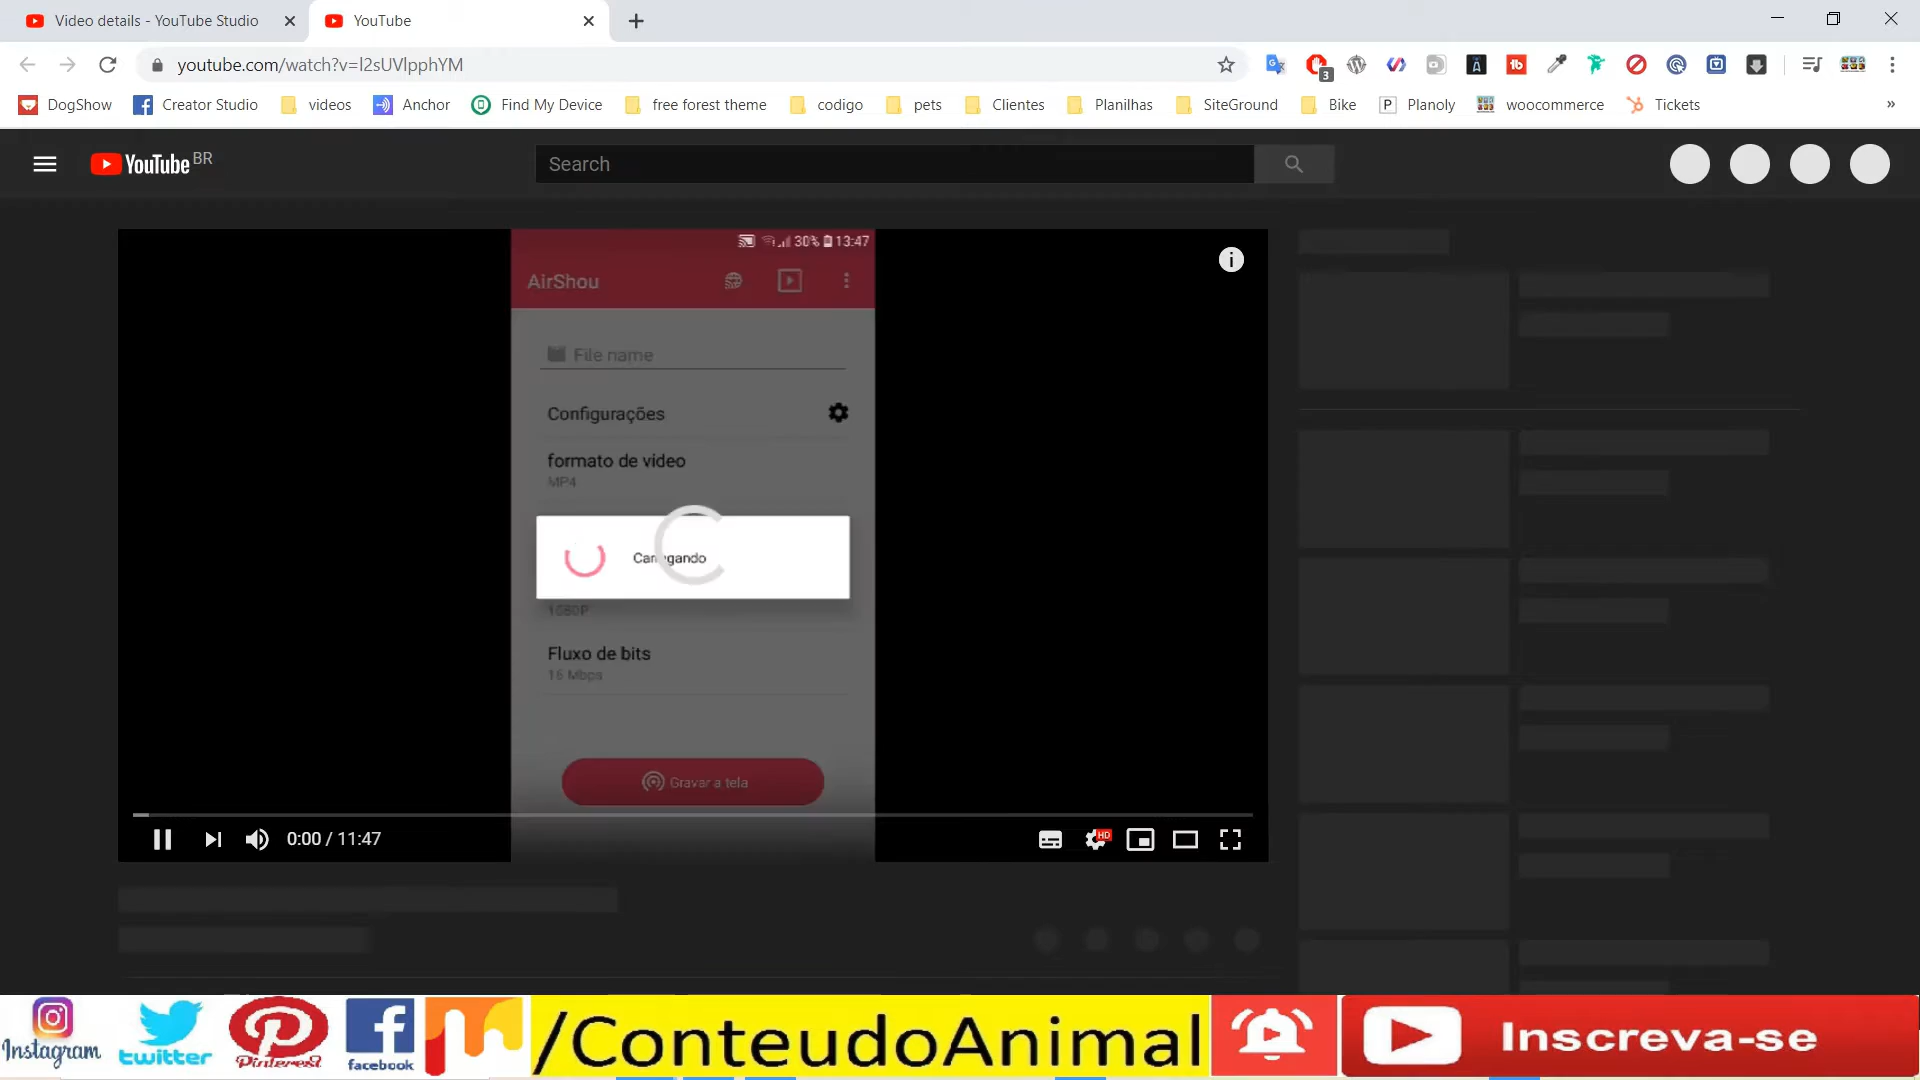 Video details - YouTube Studio
YouTube
youtube.com/watch?v=l2sUVlpphYM
3
DogShow
Creator Studio
videos
Anchor
Find My Device
free forest theme
codigo
pets
Clientes
Planilhas
SiteGround
Bike
Planoly
woocommerce
Tickets
»
YouTube BR
Search
30% 13:47
AirShou
File name
Configurações
formato de vídeo
MP4
1080P
Fluxo de bits
16 Mbps
Gravar a tela
0:00 / 11:47
HD
Instagram
twitter
Pinterest
facebook
/ConteudoAnimal
Inscreva-se